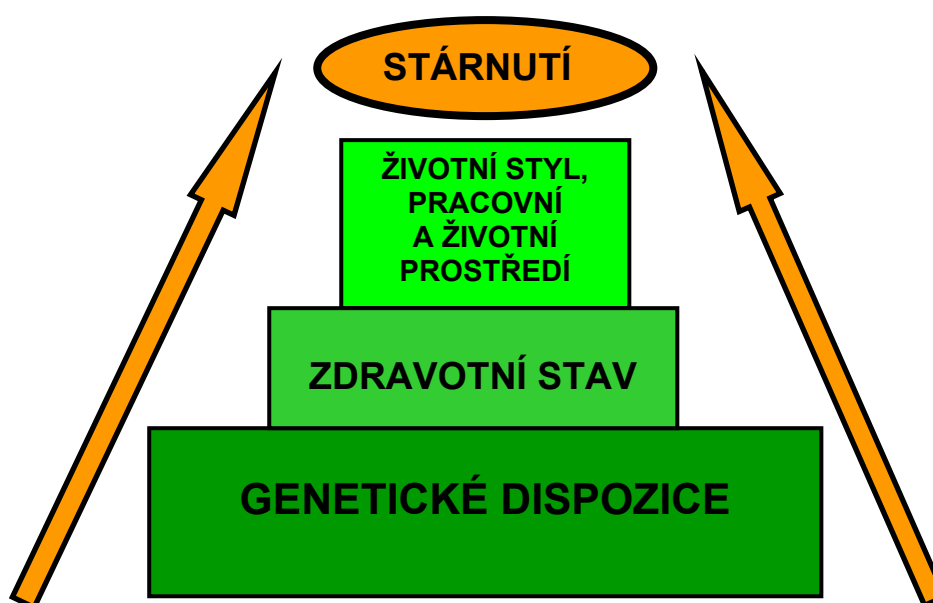 STÁRNUTÍ
ŽIVOTNÍ STYL,
PRACOVNÍ
A ŽIVOTNÍ
PROSTŘEDÍ
ZDRAVOTNÍ STAV
GENETICKÉ DISPOZICE